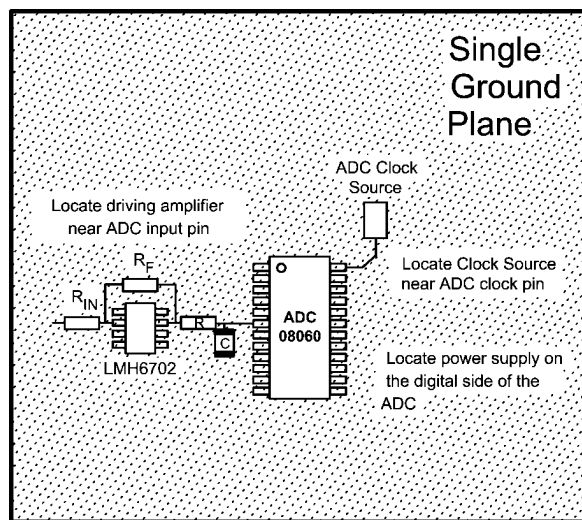 Single
Ground
Plane
ADC Clock
Source
Locate driving amplifier
near ADC input pin
RF
RIN
R
C
LMH6702
ADC
08060
Locate Clock Source
near ADC clock pin
Locate power supply on
the digital side of the
ADC